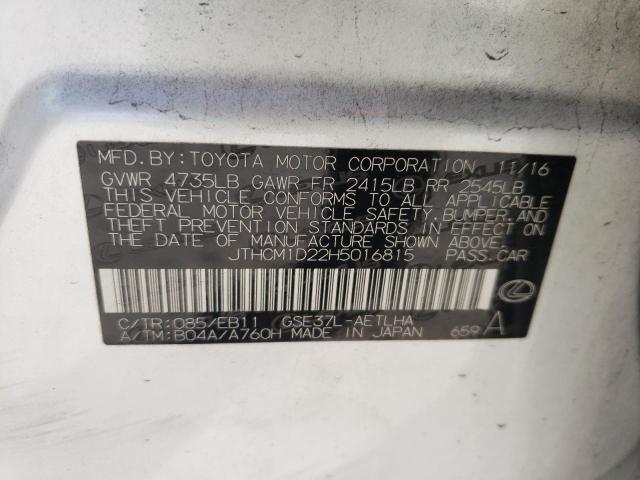 MFD.BY:TOYOTA MOTOR CORPORATION 11/16
GVWR 4735LB GAWR-FR 2415LB RR 2545LB
THIS VEHICLE CONFORMS TO ALL APPLICABLE
FEDERAL MOTOR VEHICLE SAFETY,BUMPER,AND
THEFT PREVENTION STANDARDS IN EFFECT ON
THE DATE OF MANUFACTURE SHOWN ABOVE.
JTHCM1D22H5016815 PASS.CAR
C/TR:085/EB11 GSE37L-AETLHA
A/TM:B04A/A760H MADE IN JAPAN 659 A